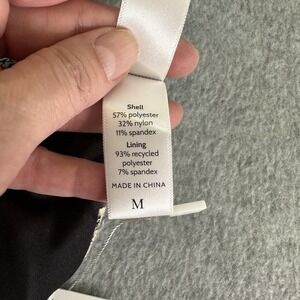 Shell
57% polyester
32% nylon
11% spandex
Lining
93% recycled
polyester
7% spandex
MADE IN CHINA
M